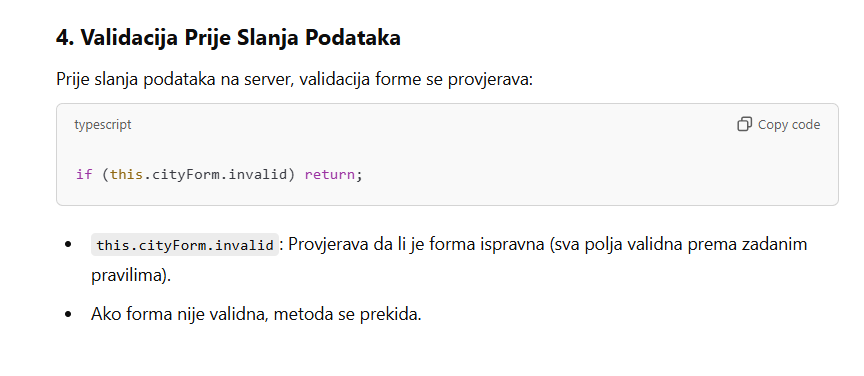 4. Validacija Prije Slanja Podataka
Prije slanja podataka na server, validacija forme se provjerava:
typescript
Copy code
if (this.cityForm.invalid) return;
this.cityForm.invalid: Provjerava da li je forma ispravna (sva polja validna prema zadanim
pravilima).
Ako forma nije validna, metoda se prekida.